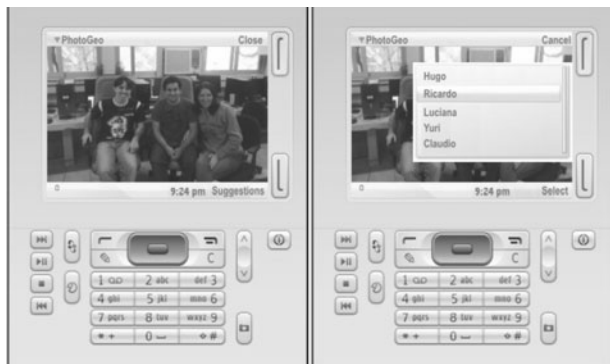 PhotoGeo Close
0 9:24 pm Suggestions
1 2 abc def 3
4 ghi 5 jkl mno 6
7 pqrs 8 tuv wxyz 9
* + 0 #
C
PhotoGeo Cancel
Hugo
Ricardo
Luciana
Yuri
Claudio
0 9:24 pm Select
C
1 2 abc def 3
4 ghi 5 jkl mno 6
7 pqrs 8 tuv wxyz 9
* + 0 #